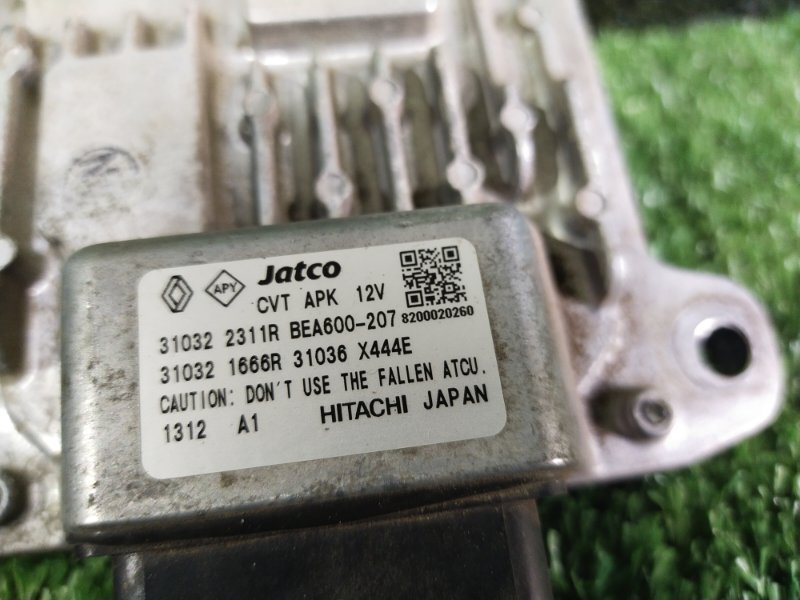 APY Jatco
CVT APK 12V
8200020260
31032 2311R BEA600-207
31032 1666R 31036 X444E
CAUTION: DON'T USE THE FALLEN ATCU.
1312 A1 HITACHI JAPAN